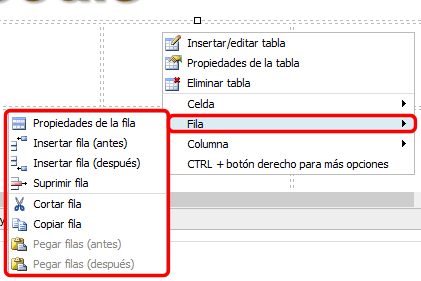 Insertar/editar tabla
Propiedades de la tabla
Eliminar tabla
Celda
Fila
Columna
CTRL + botón derecho para más opciones
Propiedades de la fila
Insertar fila (antes)
Insertar fila (después)
Suprimir fila
Cortar fila
Copiar fila
Pegar filas (antes)
Pegar filas (después)